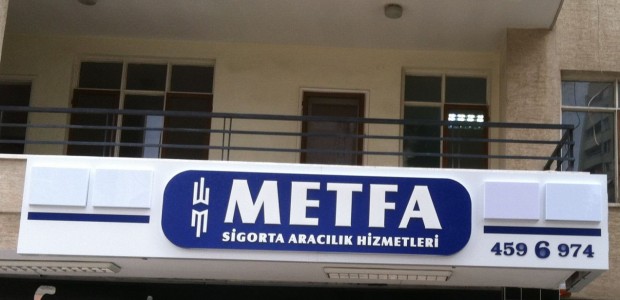 METFA
SİGORTA ARACILIK HİZMETLERİ
459 6 974